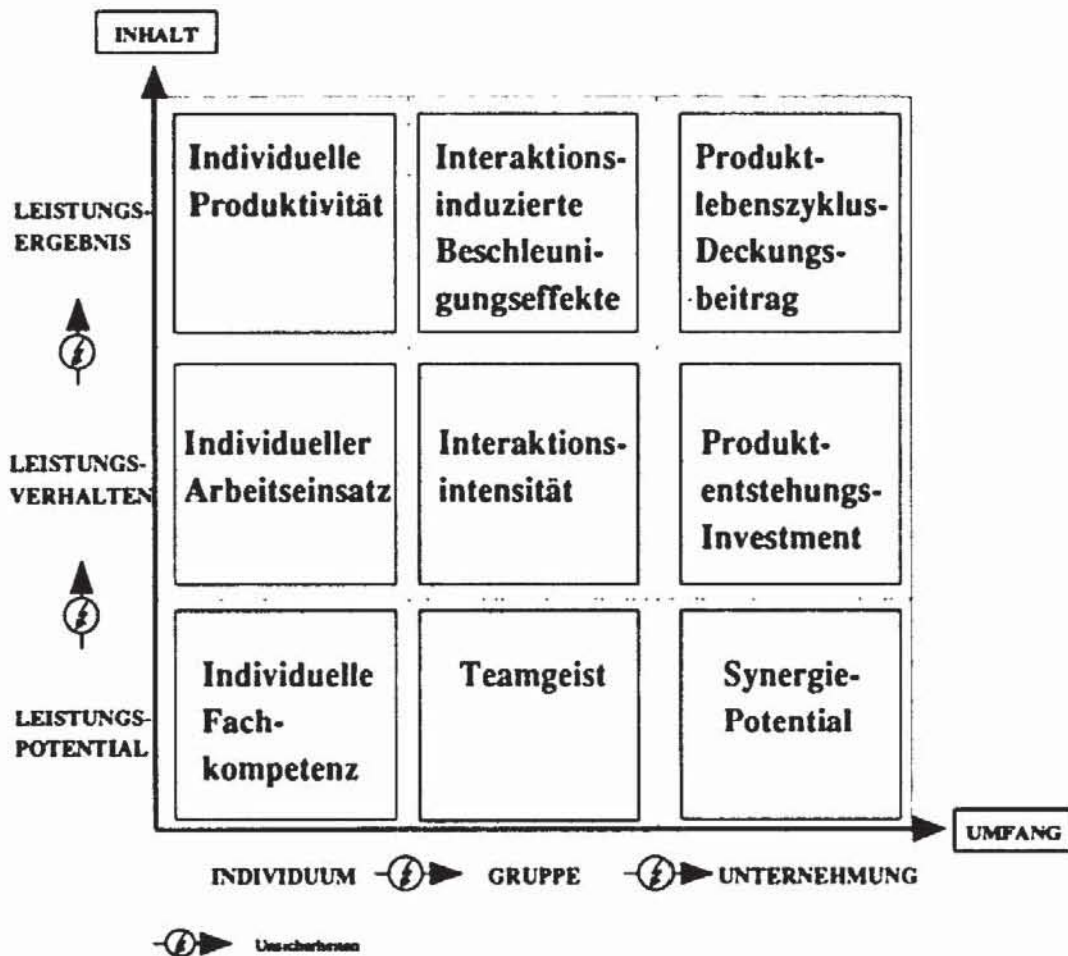 INHALT
LEISTUNGS-
ERGEBNIS
Individuelle
Produktivität
Interaktions-
induzierte
Beschleuni-
gungseffekte
Produkt-
lebenszyklus-
Deckungs-
beitrag
LEISTUNGS-
VERHALTEN
Individueller
Arbeitseinsatz
Interaktions-
intensität
Produkt-
entstehungs-
Investment
LEISTUNGS-
POTENTIAL
Individuelle
Fach-
kompetenz
Teamgeist
Synergie-
Potential
UMFANG
INDIVIDUUM GRUPPE UNTERNEHMUNG
Unsicherheiten